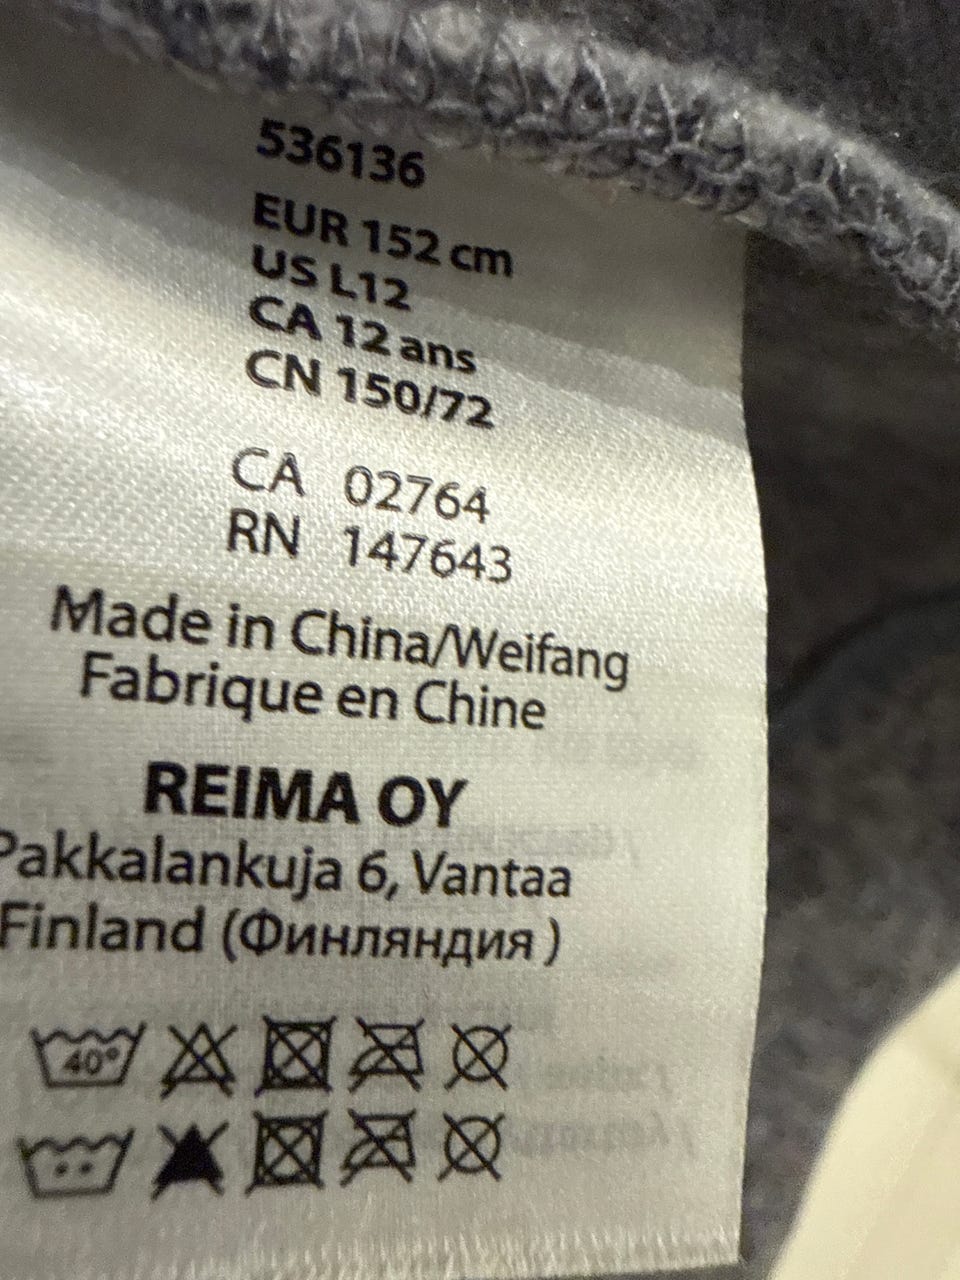 536136
EUR 152 cm
US L12
CA 12 ans
CN 150/72
CA 02764
RN 147643
Made in China/Weifang
Fabrique en Chine
REIMA OY
Pakkalankuja 6, Vantaa
Finland (Финляндия )
40°